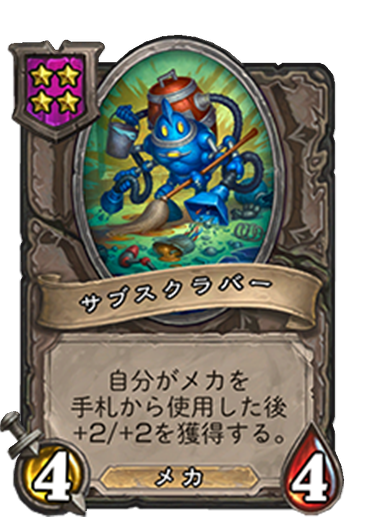 サブスクラバー
自分がメカを
手札から使用した後
+2/+2を獲得する。
4
メカ
4